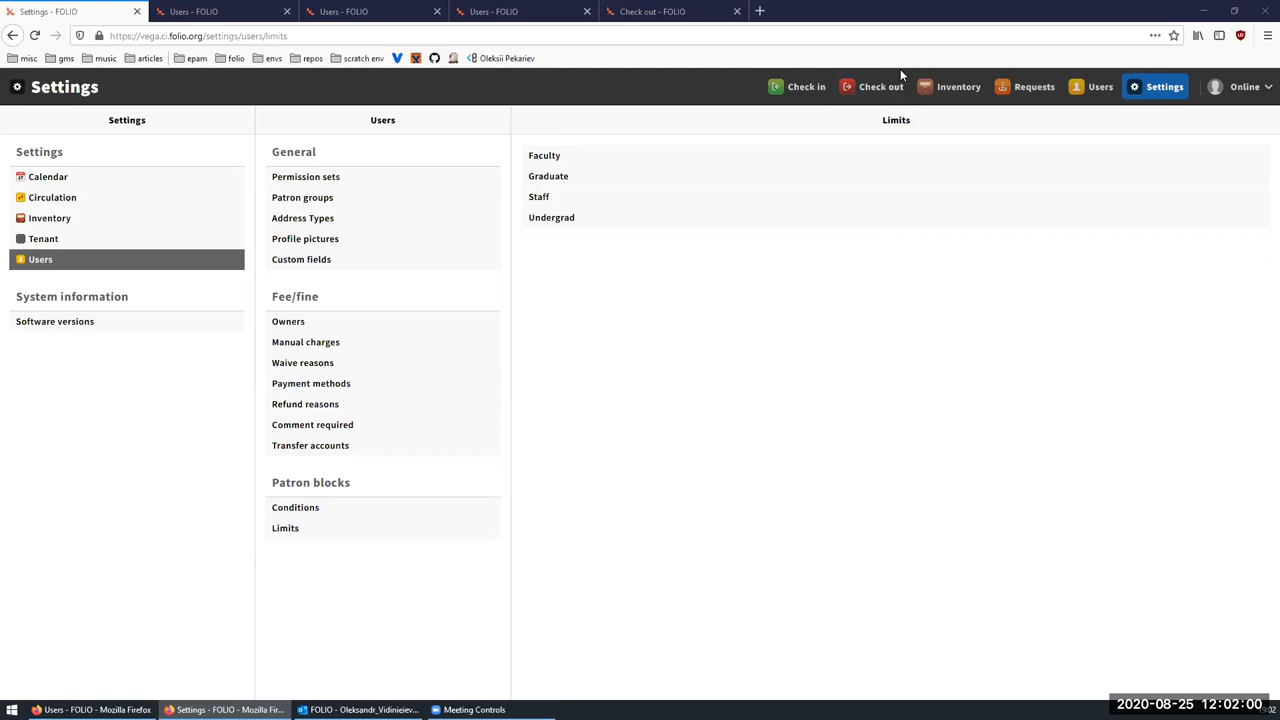 Settings - FOLIO
Users - FOLIO
Users - FOLIO
Users - FOLIO
Check out - FOLIO
https://vega.ci.folio.org/settings/users/limits
misc
gms
music
articles
epam
folio
envs
repos
scratch env
Oleksii Pekariev
Settings
Check in
Check out
Inventory
Requests
Users
Settings
Online
Settings
Users
Limits
Settings
Calendar
Circulation
Inventory
Tenant
Users
System information
Software versions
General
Permission sets
Patron groups
Address Types
Profile pictures
Custom fields
Fee/fine
Owners
Manual charges
Waive reasons
Payment methods
Refund reasons
Comment required
Transfer accounts
Patron blocks
Conditions
Limits
Faculty
Graduate
Staff
Undergrad
Users - FOLIO - Mozilla Firefox
Settings - FOLIO - Mozilla Fir...
FOLIO - Oleksandr_Vidinieiev...
Meeting Controls
2020-08-25 12:02:00